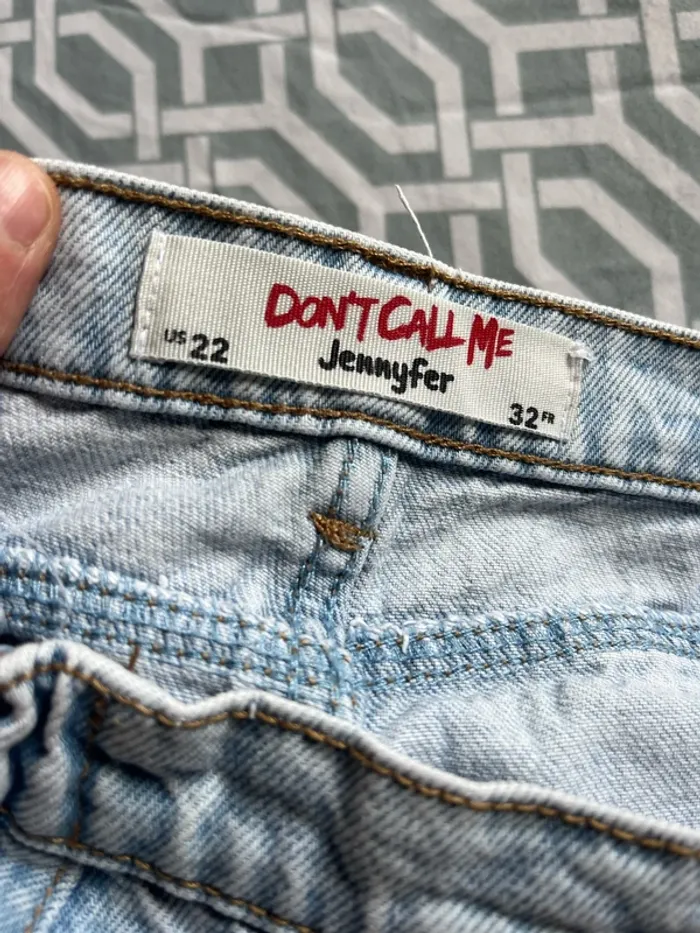 DON'T CALL ME
Jennyfer
US 22
32 FR